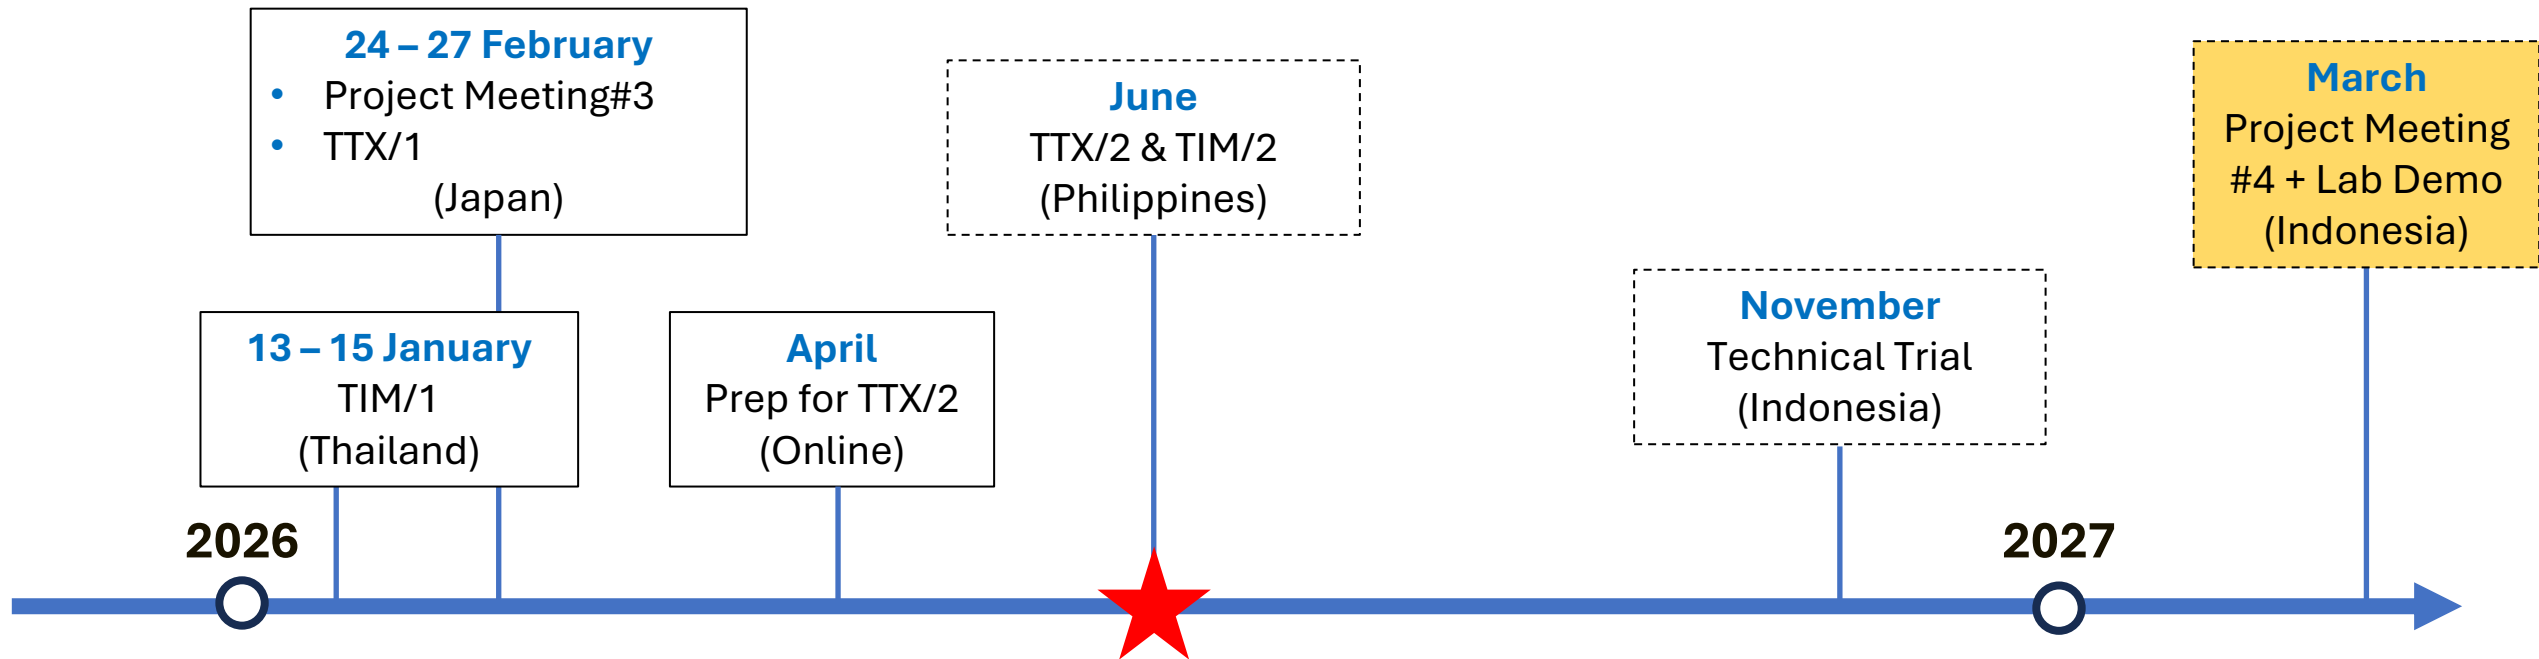 24 – 27 February
• Project Meeting#3
• TTX/1
(Japan)
13 – 15 January
TIM/1
(Thailand)
April
Prep for TTX/2
(Online)
June
TTX/2 & TIM/2
(Philippines)
November
Technical Trial
(Indonesia)
March
Project Meeting
#4 + Lab Demo
(Indonesia)
2026
2027